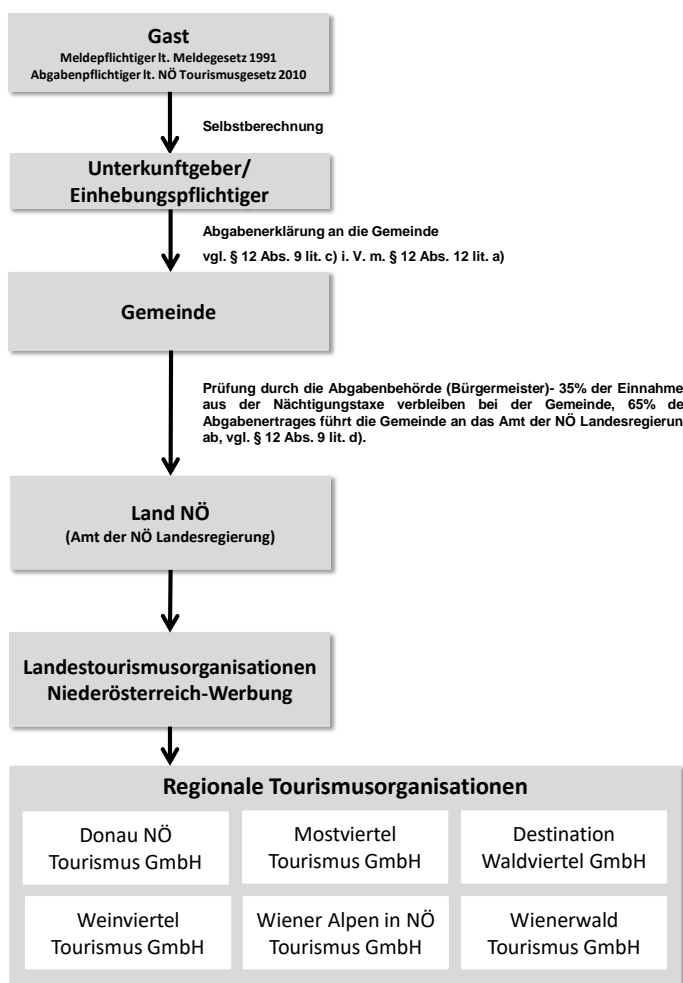 Gast
Meldepflichtiger lt. Meldegesetz 1991
Abgabenpflichtiger lt. NÖ Tourismusgesetz 2010
Selbstberechnung
Unterkunftgeber/
Einhebungspflichtiger
Abgabenerklärung an die Gemeinde
vgl. § 12 Abs. 9 lit. c) i. V. m. § 12 Abs. 12 lit. a)
Gemeinde
Prüfung durch die Abgabenbehörde (Bürgermeister)- 35% der Einnahme
aus der Nächtigungstaxe verbleiben bei der Gemeinde, 65% de
Abgabenertrages führt die Gemeinde an das Amt der NÖ Landesregierun
ab, vgl. § 12 Abs. 9 lit. d).
Land NÖ
(Amt der NÖ Landesregierung)
Landestourismusorganisationen
Niederösterreich-Werbung
Regionale Tourismusorganisationen
Donau NÖ
Tourismus GmbH
Mostviertel
Tourismus GmbH
Destination
Waldviertel GmbH
Weinviertel
Tourismus GmbH
Wiener Alpen in NÖ
Tourismus GmbH
Wienerwald
Tourismus GmbH